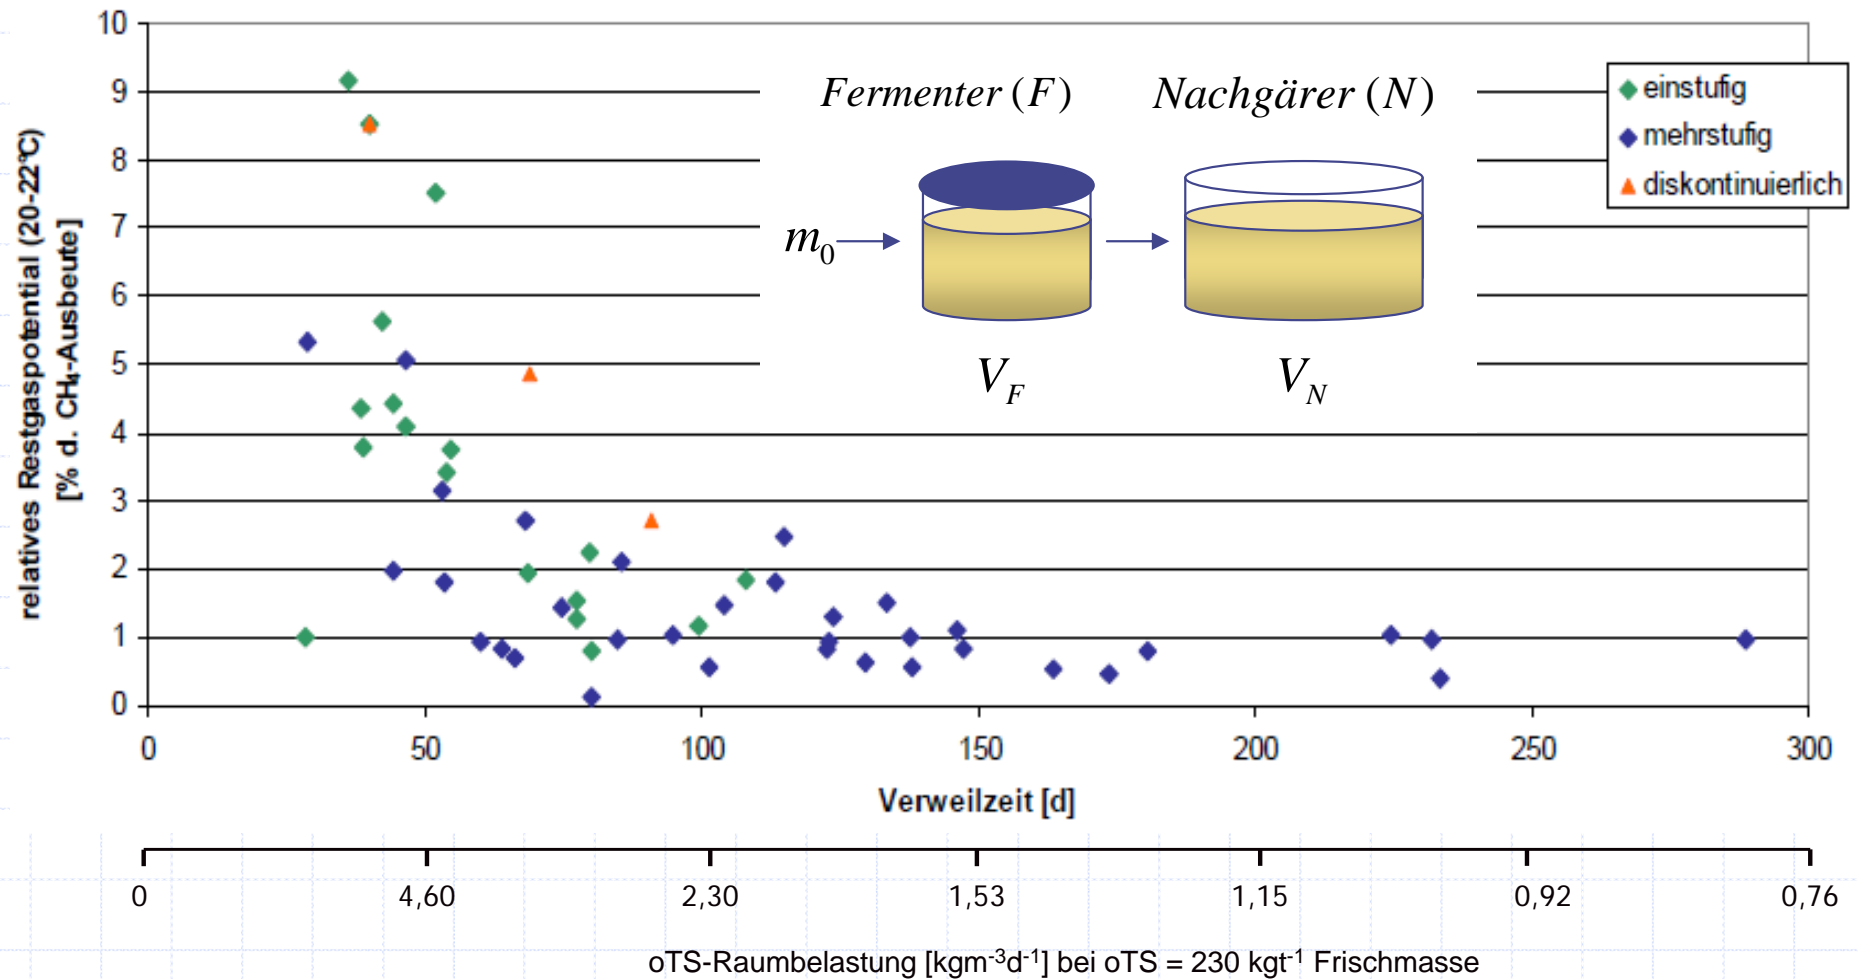 relatives Restgaspotential (20-22°C)
[% d. CH₄-Ausbeute]
10
9
8
7
6
5
4
3
2
1
0
Fermenter (F)
Nachgärer (N)
m₀
V_F
V_N
einstufig
mehrstufig
diskontinuierlich
0 50 100 150 200 250 300
Verweilzeit [d]
0 4,60 2,30 1,53 1,15 0,92 0,76
oTS-Raumbelastung [kgm⁻³d⁻¹] bei oTS = 230 kgt⁻¹ Frischmasse